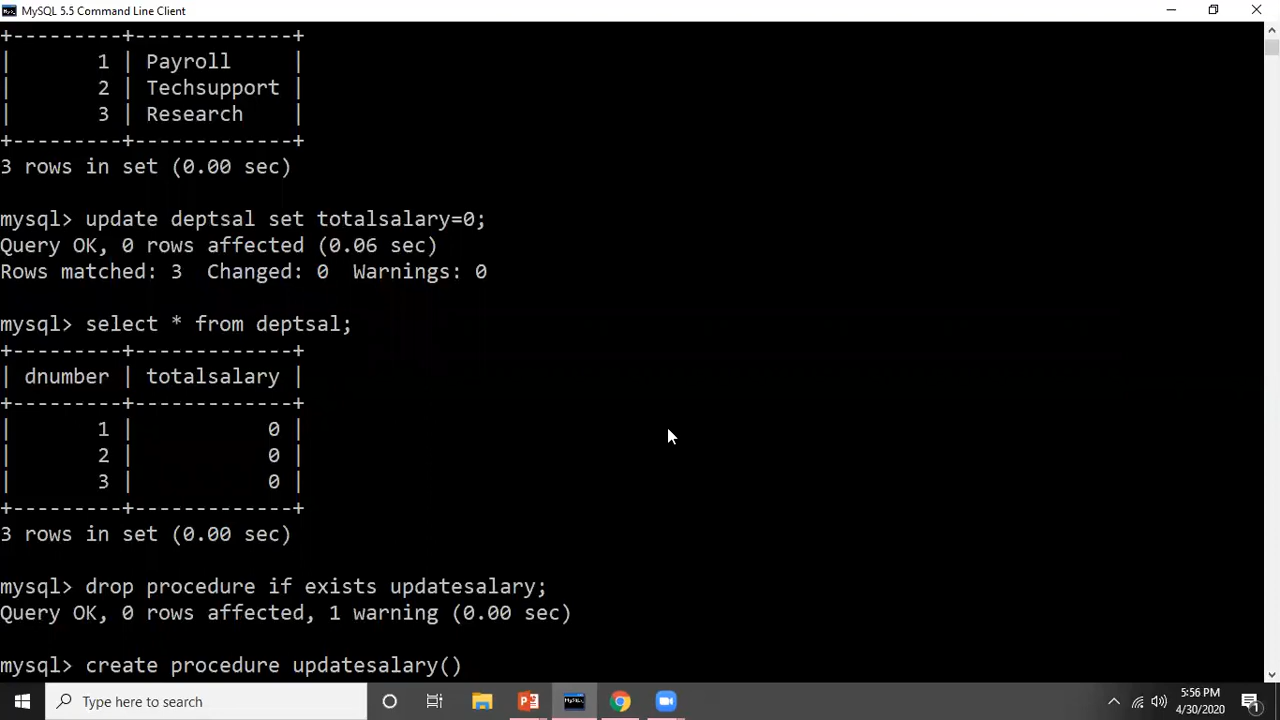 MySQL 5.5 Command Line Client
+---------+-------------+
| 1 | Payroll |
| 2 | Techsupport |
| 3 | Research |
+---------+-------------+
3 rows in set (0.00 sec)
mysql> update deptsal set totalsalary=0;
Query OK, 0 rows affected (0.06 sec)
Rows matched: 3  Changed: 0  Warnings: 0
mysql> select * from deptsal;
+---------+-------------+
| dnumber | totalsalary |
+---------+-------------+
| 1 | 0 |
| 2 | 0 |
| 3 | 0 |
+---------+-------------+
3 rows in set (0.00 sec)
mysql> drop procedure if exists updatesalary;
Query OK, 0 rows affected, 1 warning (0.00 sec)
mysql> create procedure updatesalary()
Type here to search
5:56 PM
4/30/2020
1